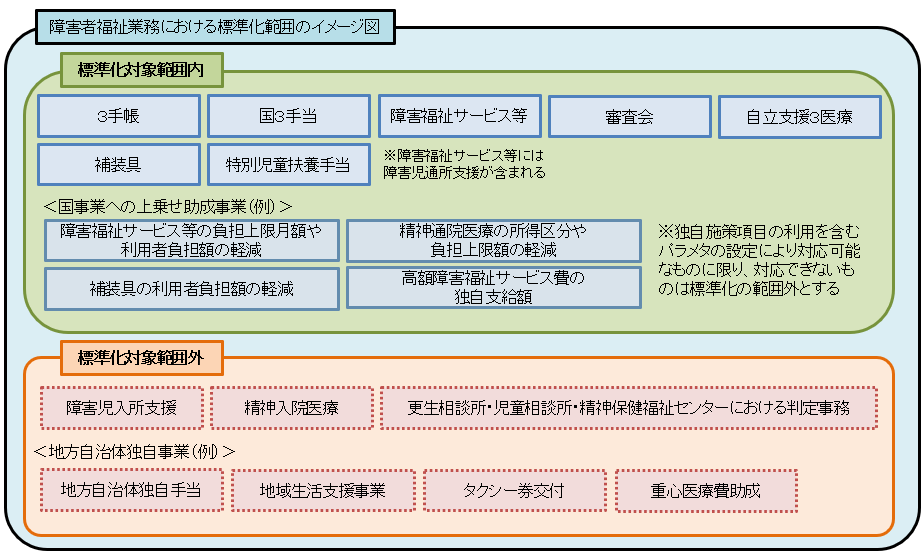 障害者福祉業務における標準化範囲のイメージ図
標準化対象範囲内
3手帳
国3手当
障害福祉サービス等
審査会
自立支援3医療
補装具
特別児童扶養手当
※障害福祉サービス等には
障害児通所支援が含まれる
＜国事業への上乗せ助成事業(例)＞
障害福祉サービス等の負担上限月額や
利用者負担額の軽減
精神通院医療の所得区分や
負担上限額の軽減
補装具の利用者負担額の軽減
高額障害福祉サービス費の
独自支給額
※独自施策項目の利用を含む
パラメタの設定により対応可能
なものに限り、対応できないも
のは標準化の範囲外とする
標準化対象範囲外
障害児入所支援
精神入院医療
更生相談所・児童相談所・精神保健福祉センターにおける判定事務
＜地方自治体独自事業(例)＞
地方自治体独自手当
地域生活支援事業
タクシー券交付
重心医療費助成